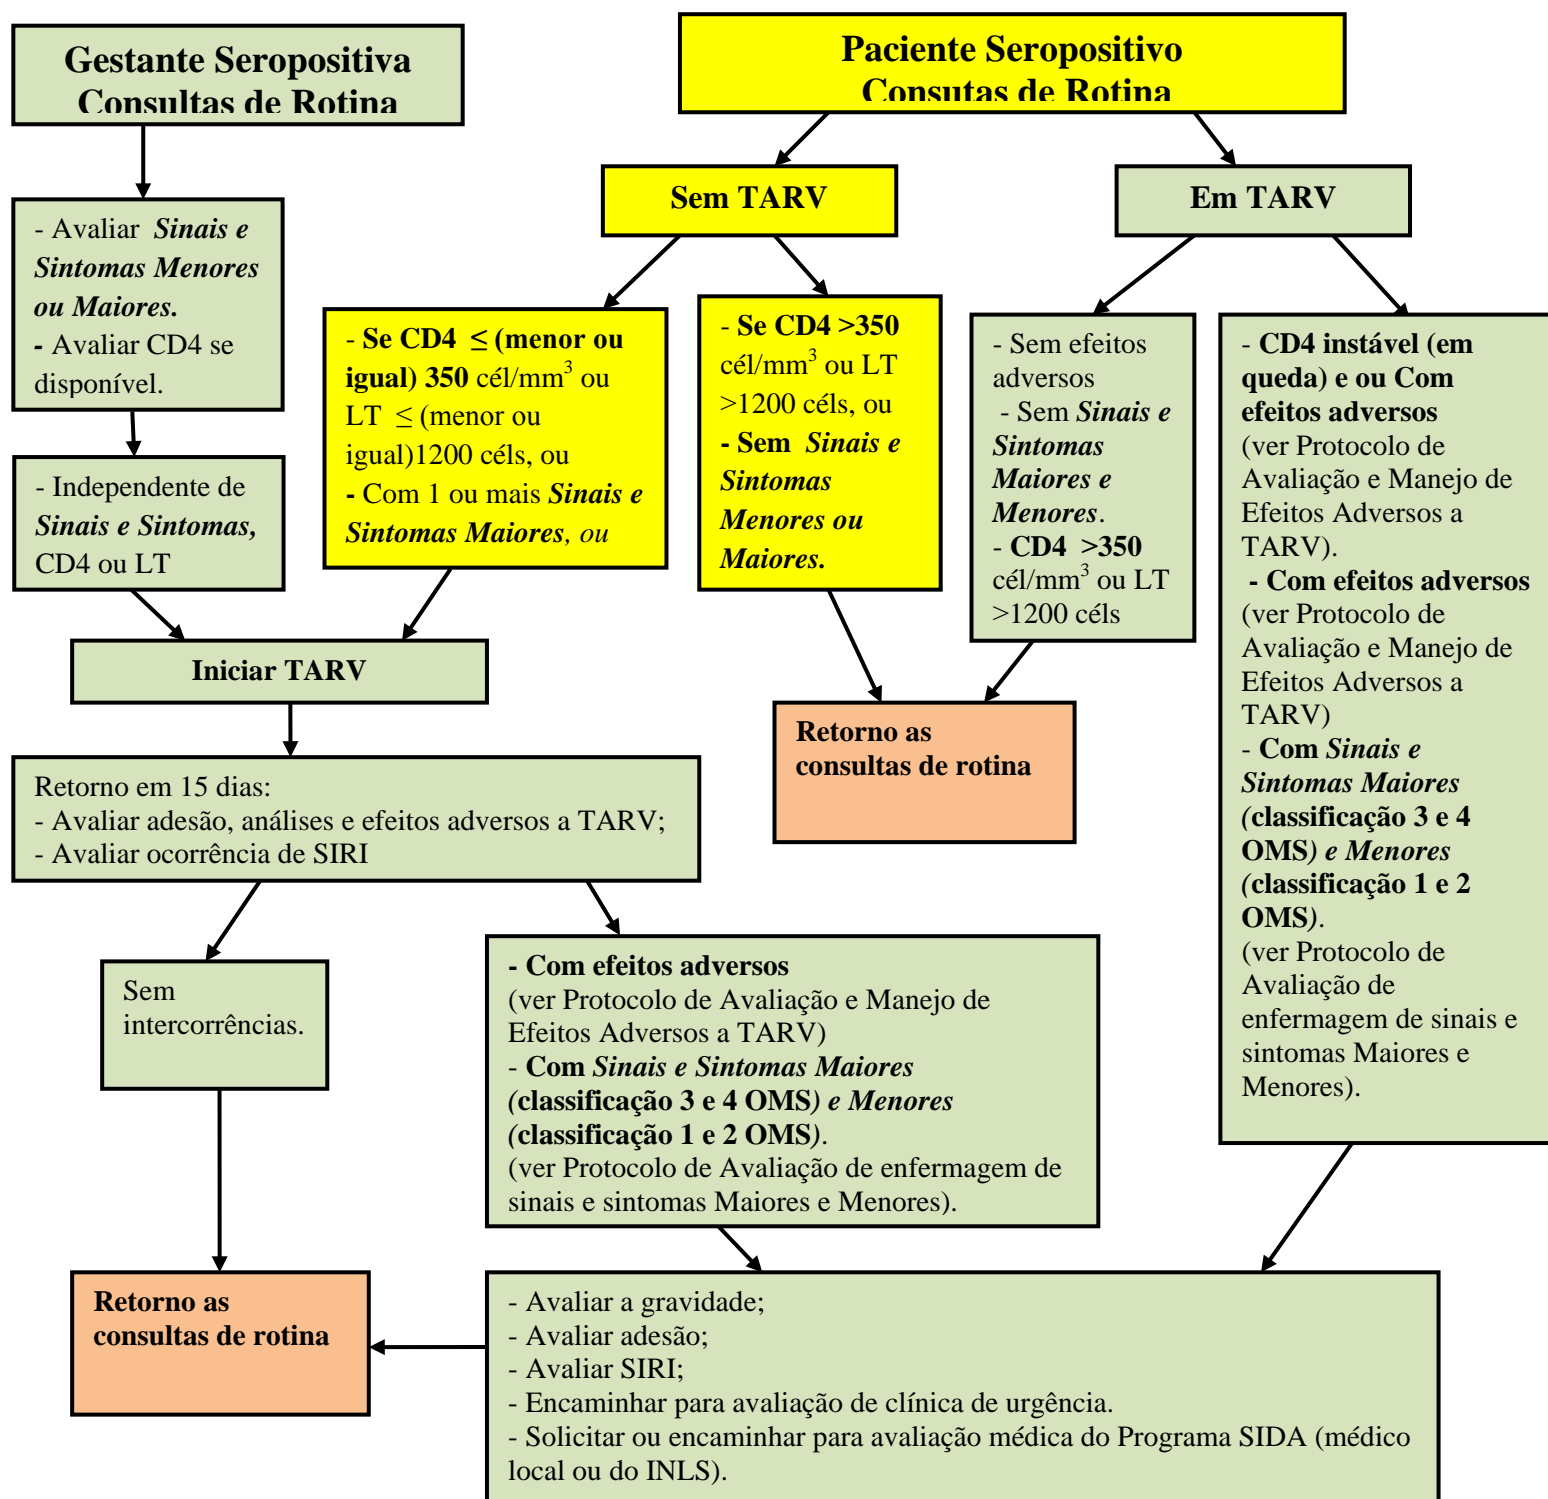 Gestante Seropositiva
Consultas de Rotina
Paciente Seropositivo
Consutas de Rotina
Sem TARV
Em TARV
- Avaliar Sinais e
Sintomas Menores
ou Maiores.
- Avaliar CD4 se
disponível.
- Se CD4 ≤ (menor ou
igual) 350 cél/mm³ ou
LT ≤ (menor ou
igual)1200 céls, ou
- Com 1 ou mais Sinais e
Sintomas Maiores, ou
- Se CD4 >350
cél/mm³ ou LT
>1200 céls, ou
- Sem Sinais e
Sintomas
Menores ou
Maiores.
- Sem efeitos
adversos
- Sem Sinais e
Sintomas
Maiores e
Menores.
- CD4 >350
cél/mm³ ou LT
>1200 céls
- CD4 instável (em
queda) e ou Com
efeitos adversos
(ver Protocolo de
Avaliação e Manejo de
Efeitos Adversos a
TARV).
- Com efeitos adversos
(ver Protocolo de
Avaliação e Manejo de
Efeitos Adversos a
TARV)
- Com Sinais e
Sintomas Maiores
(classificação 3 e 4
OMS) e Menores
(classificação 1 e 2
OMS).
(ver Protocolo de
Avaliação de
enfermagem de sinais e
sintomas Maiores e
Menores).
- Independente de
Sinais e Sintomas,
CD4 ou LT
Iniciar TARV
Retorno as
consultas de rotina
Retorno em 15 dias:
- Avaliar adesão, análises e efeitos adversos a TARV;
- Avaliar ocorrência de SIRI
Sem
intercorrências.
- Com efeitos adversos
(ver Protocolo de Avaliação e Manejo de
Efeitos Adversos a TARV)
- Com Sinais e Sintomas Maiores
(classificação 3 e 4 OMS) e Menores
(classificação 1 e 2 OMS).
(ver Protocolo de Avaliação de enfermagem de
sinais e sintomas Maiores e Menores).
Retorno as
consultas de rotina
- Avaliar a gravidade;
- Avaliar adesão;
- Avaliar SIRI;
- Encaminhar para avaliação de clínica de urgência.
- Solicitar ou encaminhar para avaliação médica do Programa SIDA (médico
local ou do INLS).